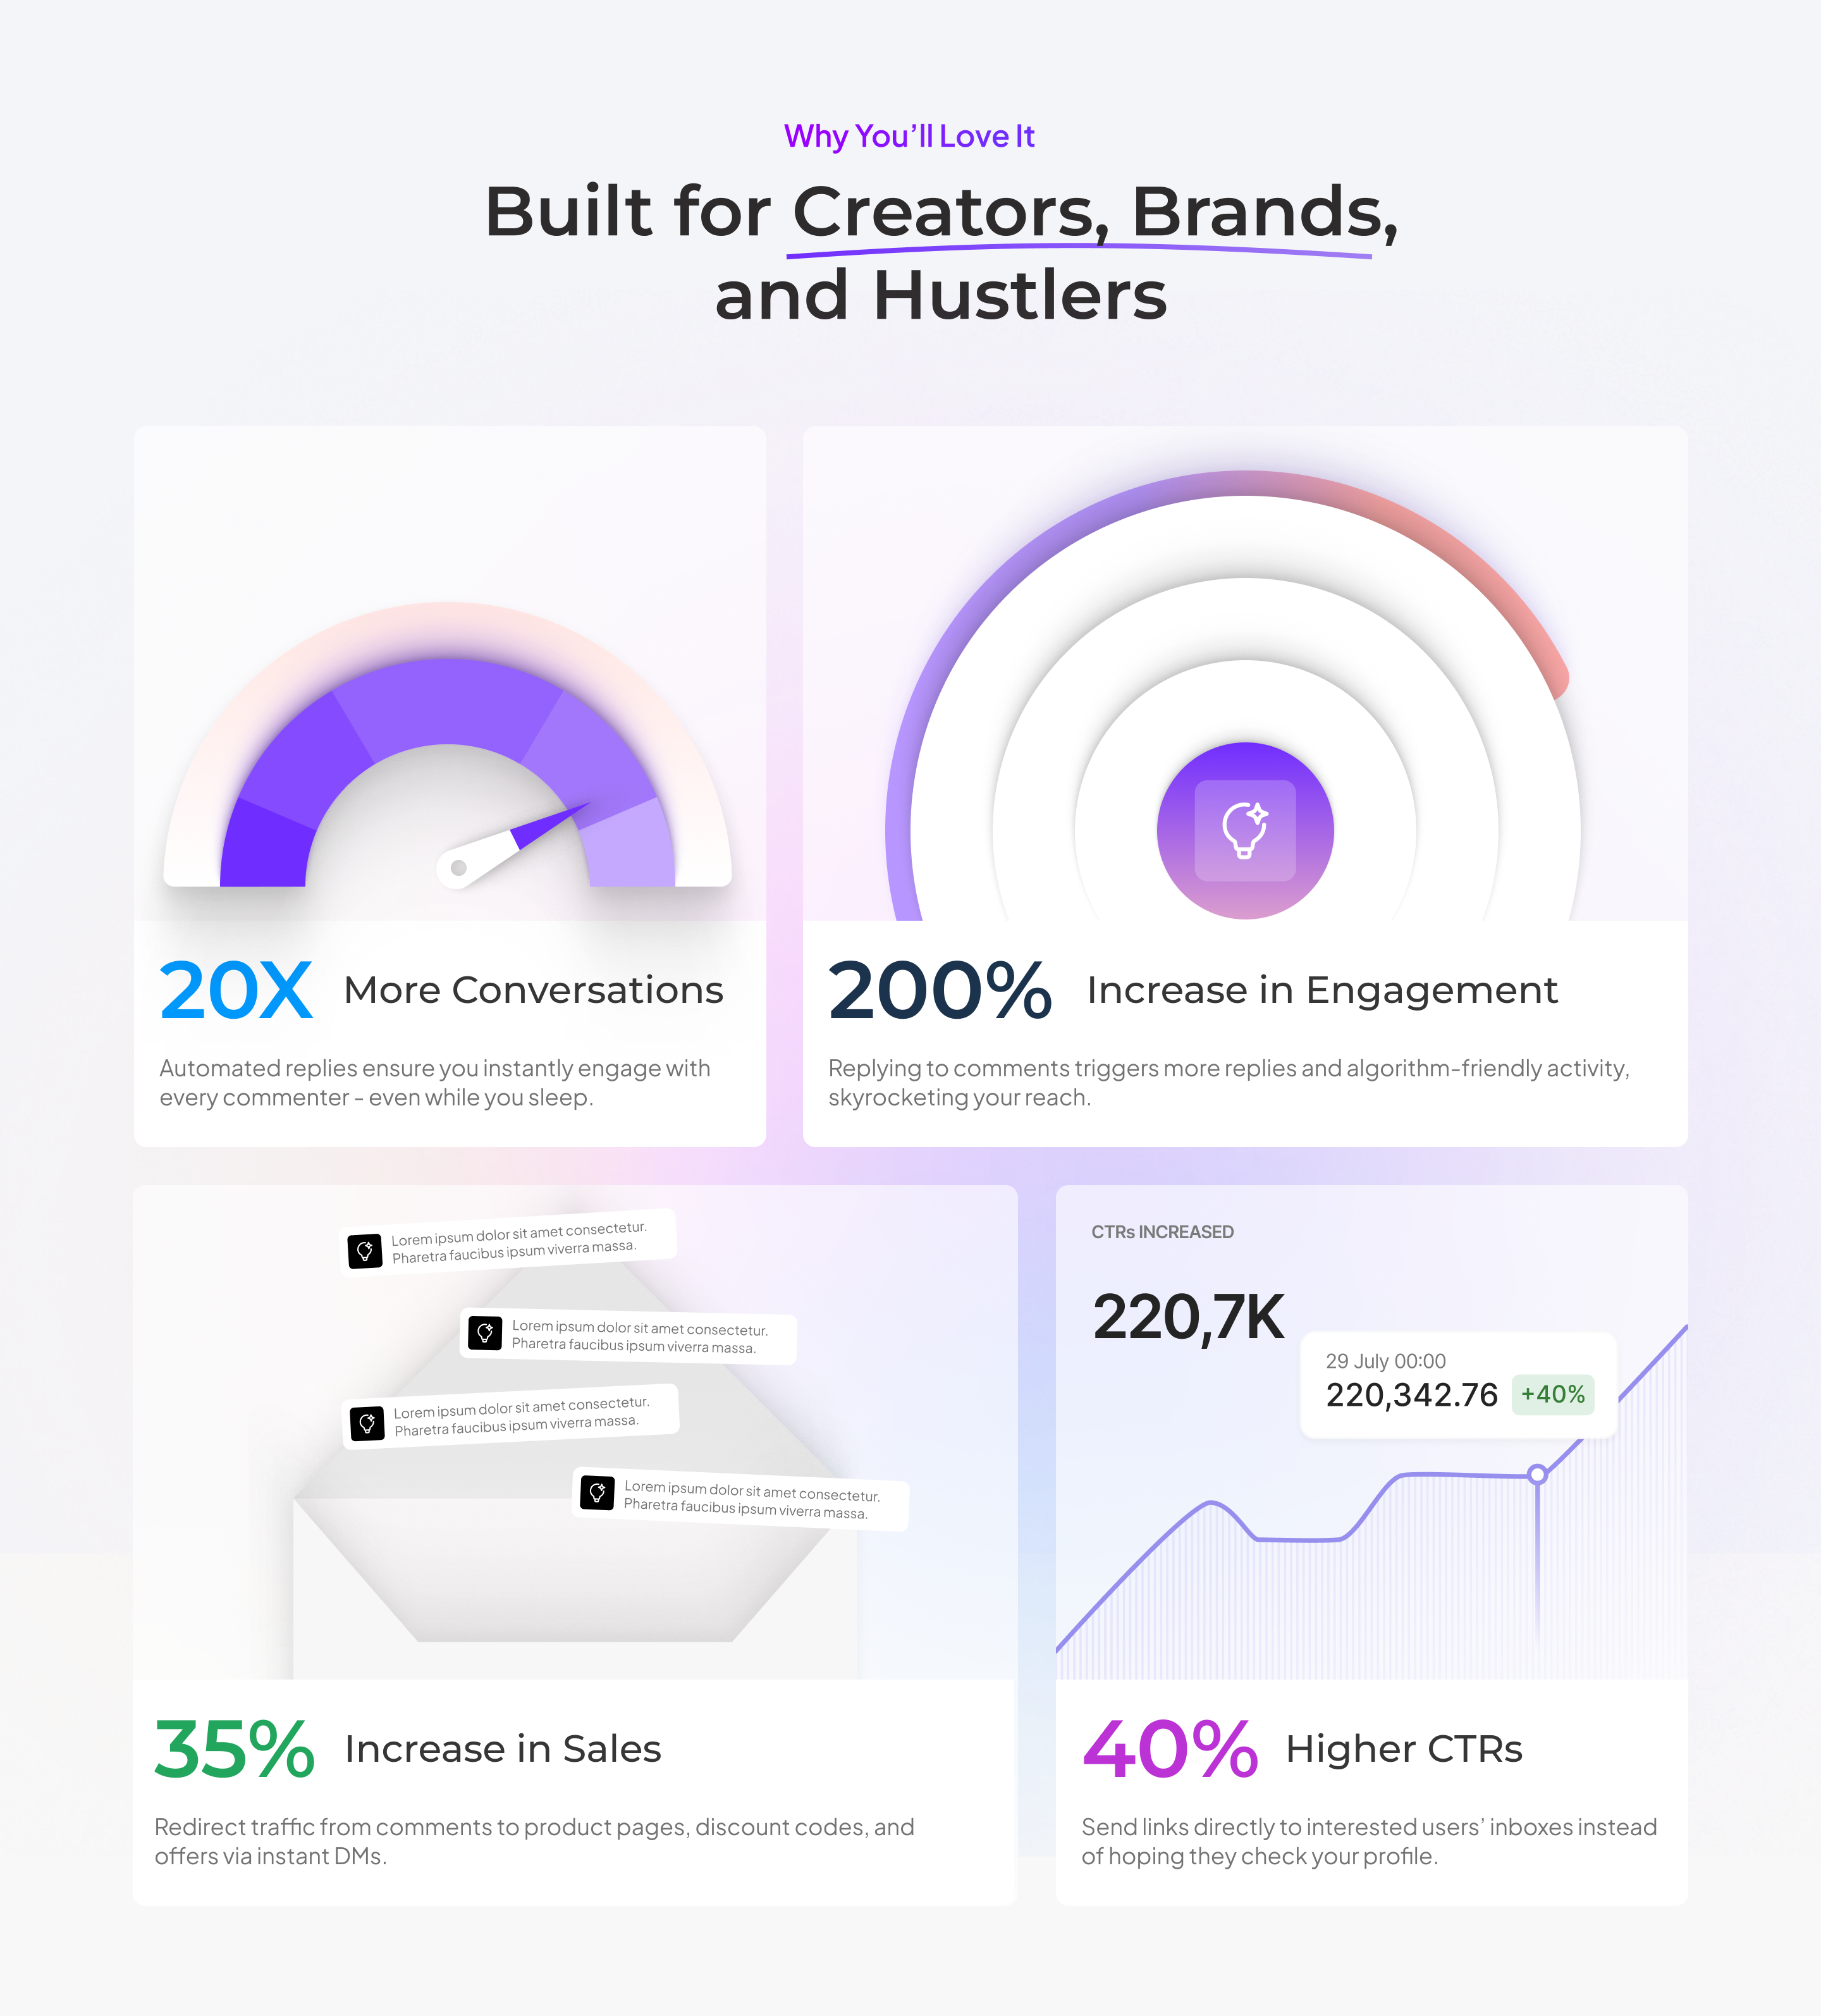 Why You’ll Love It
Built for Creators, Brands,
and Hustlers
20X More Conversations
Automated replies ensure you instantly engage with
every commenter - even while you sleep.
200% Increase in Engagement
Replying to comments triggers more replies and algorithm-friendly activity,
skyrocketing your reach.
Lorem ipsum dolor sit amet consectetur.
Pharetra faucibus ipsum viverra massa.
Lorem ipsum dolor sit amet consectetur.
Pharetra faucibus ipsum viverra massa.
Lorem ipsum dolor sit amet consectetur.
Pharetra faucibus ipsum viverra massa.
Lorem ipsum dolor sit amet consectetur.
Pharetra faucibus ipsum viverra massa.
35% Increase in Sales
Redirect traffic from comments to product pages, discount codes, and
offers via instant DMs.
CTRs INCREASED
220,7K
29 July 00:00
220,342.76 +40%
40% Higher CTRs
Send links directly to interested users’ inboxes instead
of hoping they check your profile.